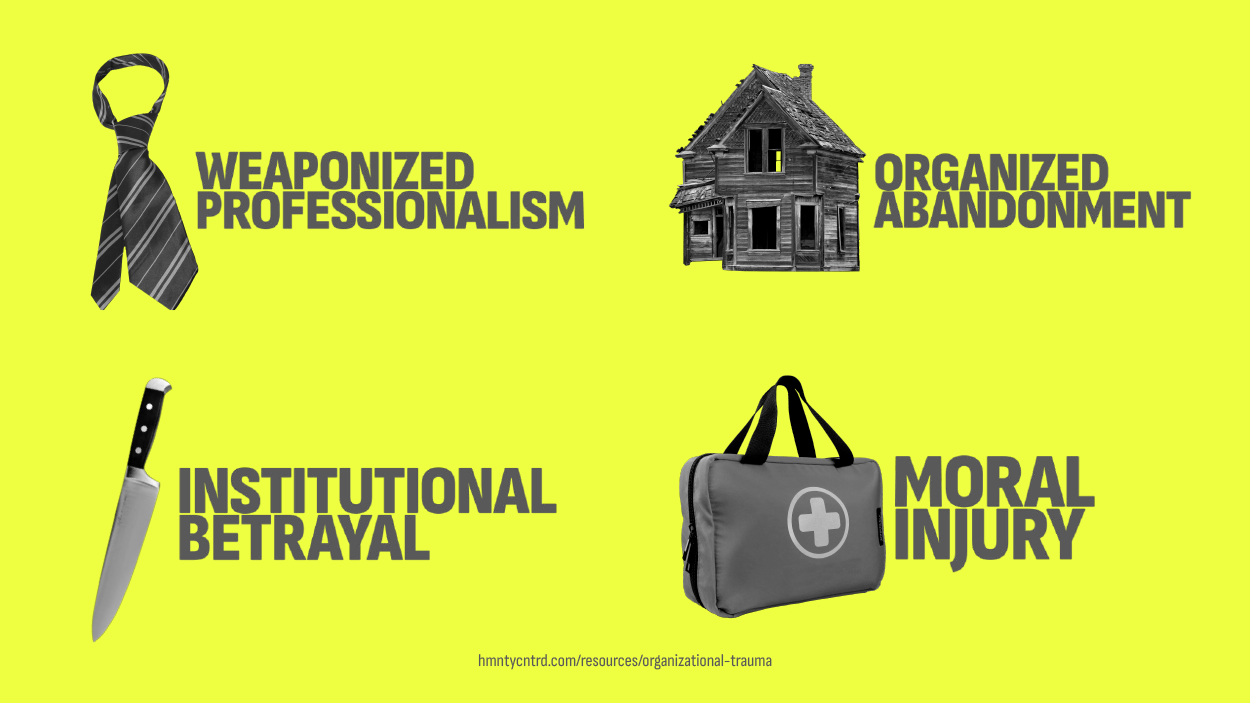 WEAPONIZED
PROFESSIONALISM
ORGANIZED
ABANDONMENT
INSTITUTIONAL
BETRAYAL
MORAL
INJURY
hmntycntrd.com/resources/organizational-trauma